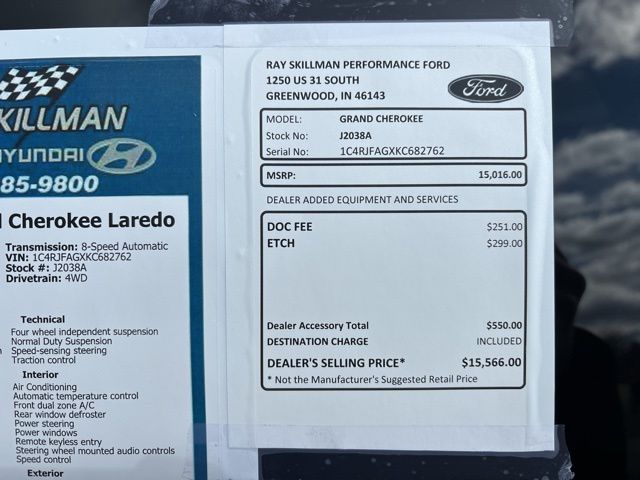 KILLMAN
HYUNDAI
85-9800
Cherokee Laredo
Transmission: 8-Speed Automatic
VIN: 1C4RJFAGXKC682762
Stock #: J2038A
Drivetrain: 4WD
Technical
Four wheel independent suspension
Normal Duty Suspension
Speed-sensing steering
Traction control
Interior
Air Conditioning
Automatic temperature control
Front dual zone A/C
Rear window defroster
Power steering
Power windows
Remote keyless entry
Steering wheel mounted audio controls
Speed control
Exterior
RAY SKILLMAN PERFORMANCE FORD
1250 US 31 SOUTH
GREENWOOD, IN 46143
Ford
MODEL: GRAND CHEROKEE
Stock No: J2038A
Serial No: 1C4RJFAGXKC682762
MSRP: 15,016.00
DEALER ADDED EQUIPMENT AND SERVICES
DOC FEE $251.00
ETCH $299.00
Dealer Accessory Total $550.00
DESTINATION CHARGE INCLUDED
DEALER'S SELLING PRICE* $15,566.00
* Not the Manufacturer's Suggested Retail Price